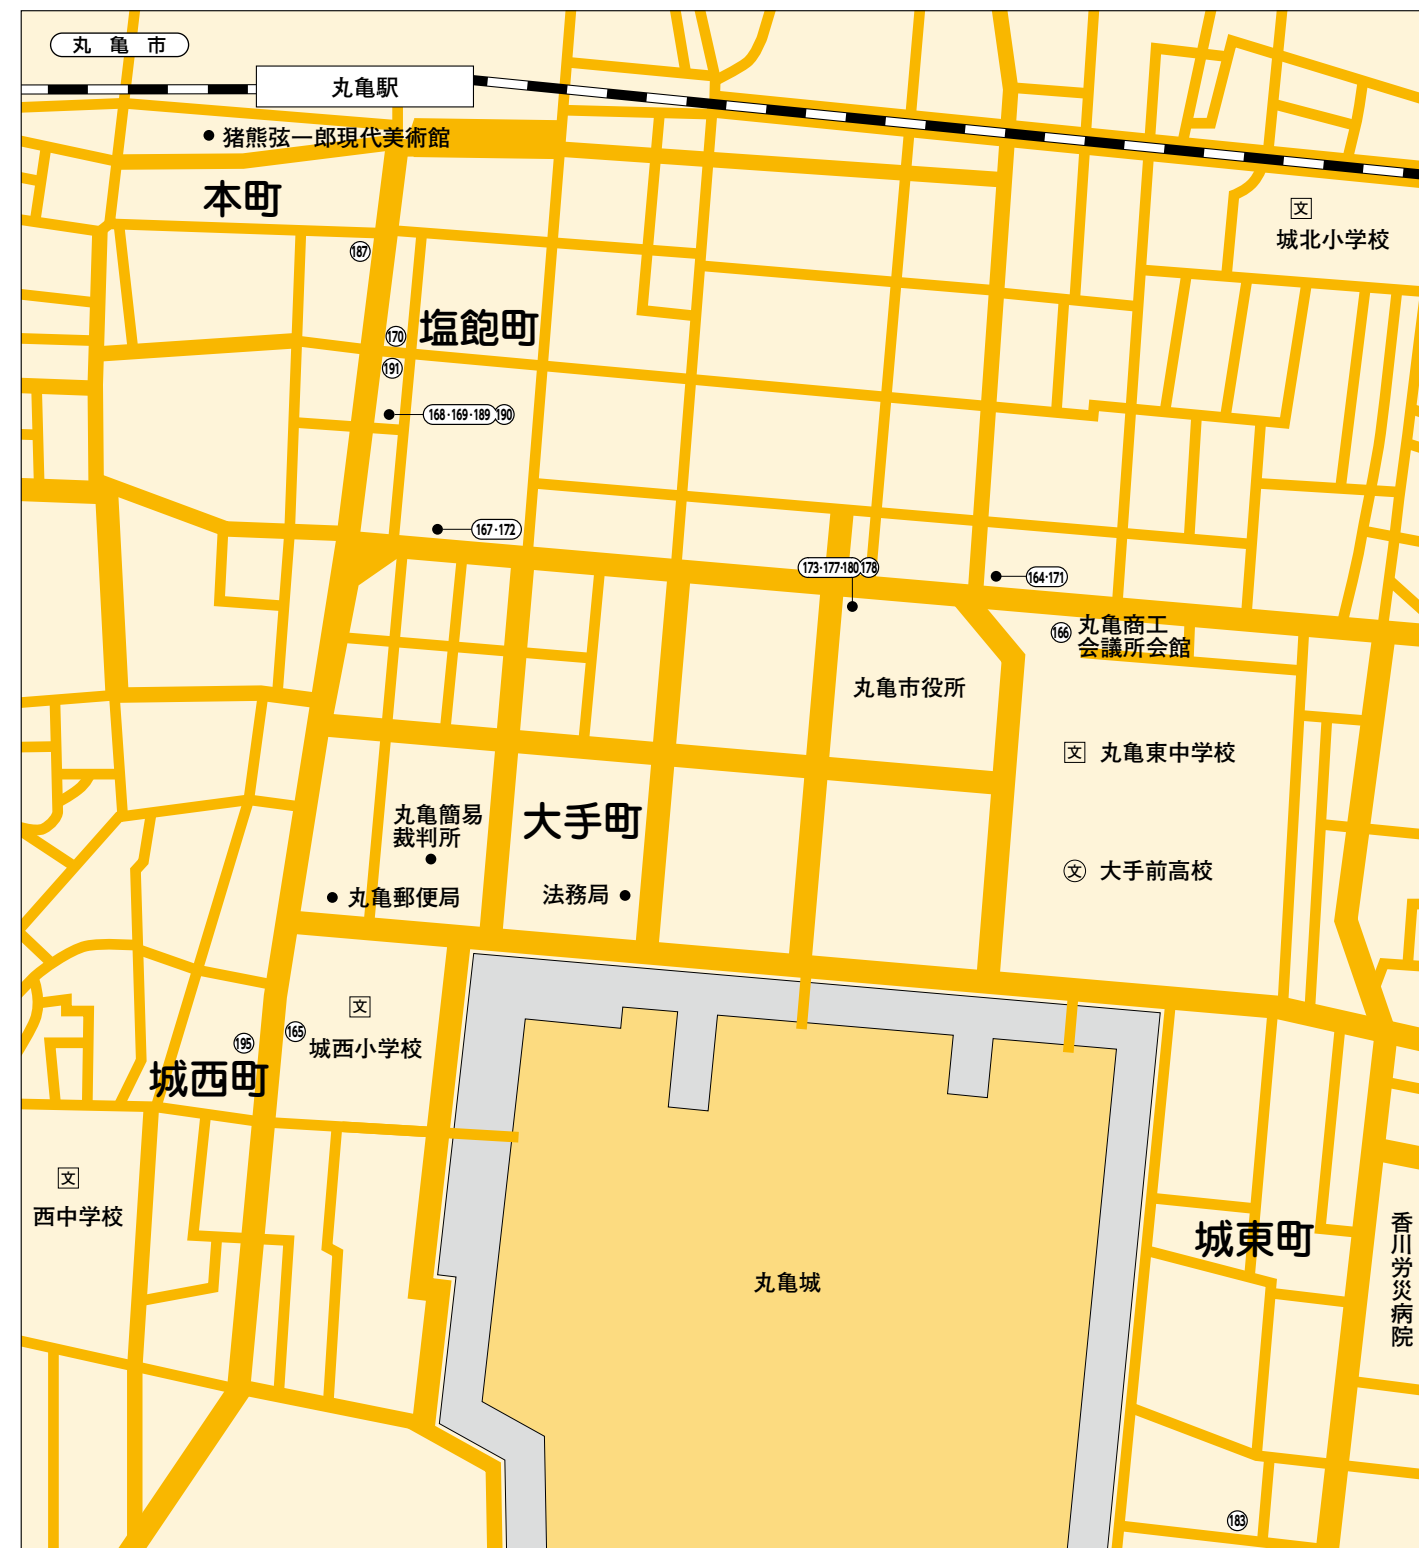 丸亀市
丸亀駅
猪熊弦一郎現代美術館
本町
文
城北小学校
187
塩飽町
170
191
168・169・189
190
167・172
173・177・180
178
164・171
166
丸亀商工
会議所会館
丸亀市役所
文
丸亀東中学校
丸亀簡易
裁判所
大手町
文
大手前高校
丸亀郵便局
法務局
文
165
195
城西小学校
城西町
文
西中学校
城東町
香川労災病院
丸亀城
183